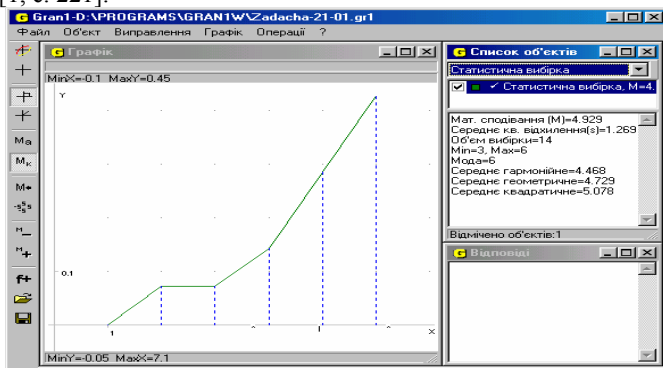 [1, с. 221].
Gran1-D:\PROGRAMS\GRAN1W\Zadacha-21-01.gr1
Файл Об'єкт Виправлення Графік Операції ?
Графік
MinX=-0.1 MaxY=0.45
Y
0.1
1
X
MinY=-0.05 MaxX=7.1
Ma
Мк
M*
M
M+
f+
Список об'єктів
Статистична вибірка
Статистична вибірка, M=4.
Мат. сподівання (M)=4.929
Середнє кв. відхилення(s)=1.269
Об'єм вибірки=14
Min=3, Max=6
Мода=6
Середнє гармонійне=4.468
Середнє геометричне=4.729
Середнє квадратичне=5.078
Відмічено об'єктів:1
Відповіді